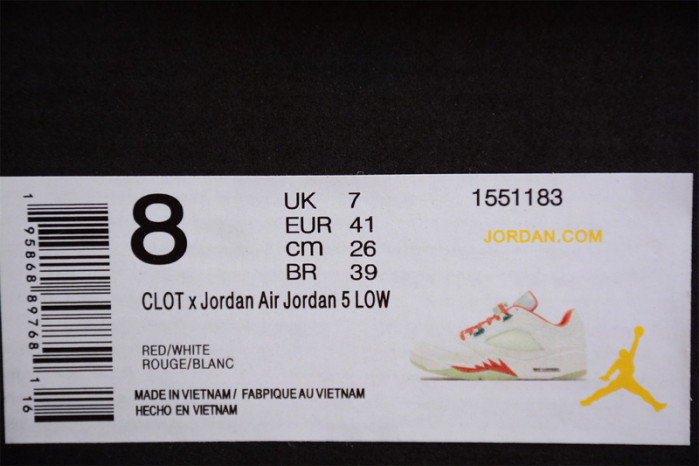 8
UK 7
EUR 41
cm 26
BR 39
1551183
JORDAN.COM
CLOT x Jordan Air Jordan 5 LOW
RED/WHITE
ROUGE/BLANC
MADE IN VIETNAM / FABPIQUE AU VIETNAM
HECHO EN VIETNAM
1 95868 89768 1 16